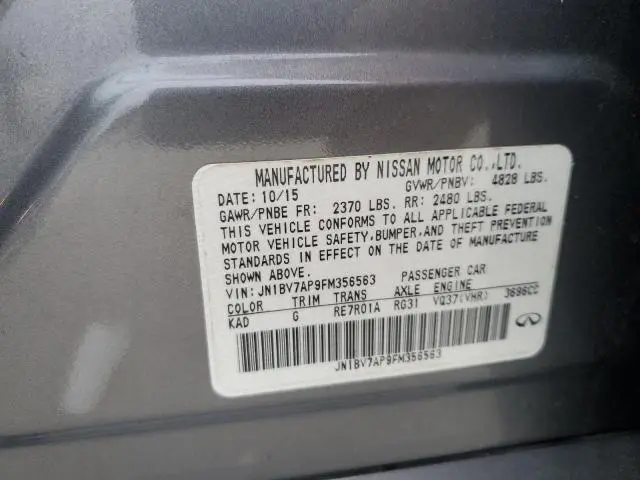 MANUFACTURED BY NISSAN MOTOR CO.,LTD.
DATE: 10/15 GVWR/PNBV: 4828 LBS.
GAWR/PNBE FR: 2370 LBS. RR: 2480 LBS.
THIS VEHICLE CONFORMS TO ALL APPLICABLE FEDERAL
MOTOR VEHICLE SAFETY,BUMPER,AND THEFT PREVENTION
STANDARDS IN EFFECT ON THE DATE OF MANUFACTURE
SHOWN ABOVE.
VIN: JN1BV7AP9FM356563 PASSENGER CAR
COLOR TRIM TRANS AXLE ENGINE
KAD G RE7R01A RG31 VQ37(VHR) 3696CC
JN1BV7AP9FM356563